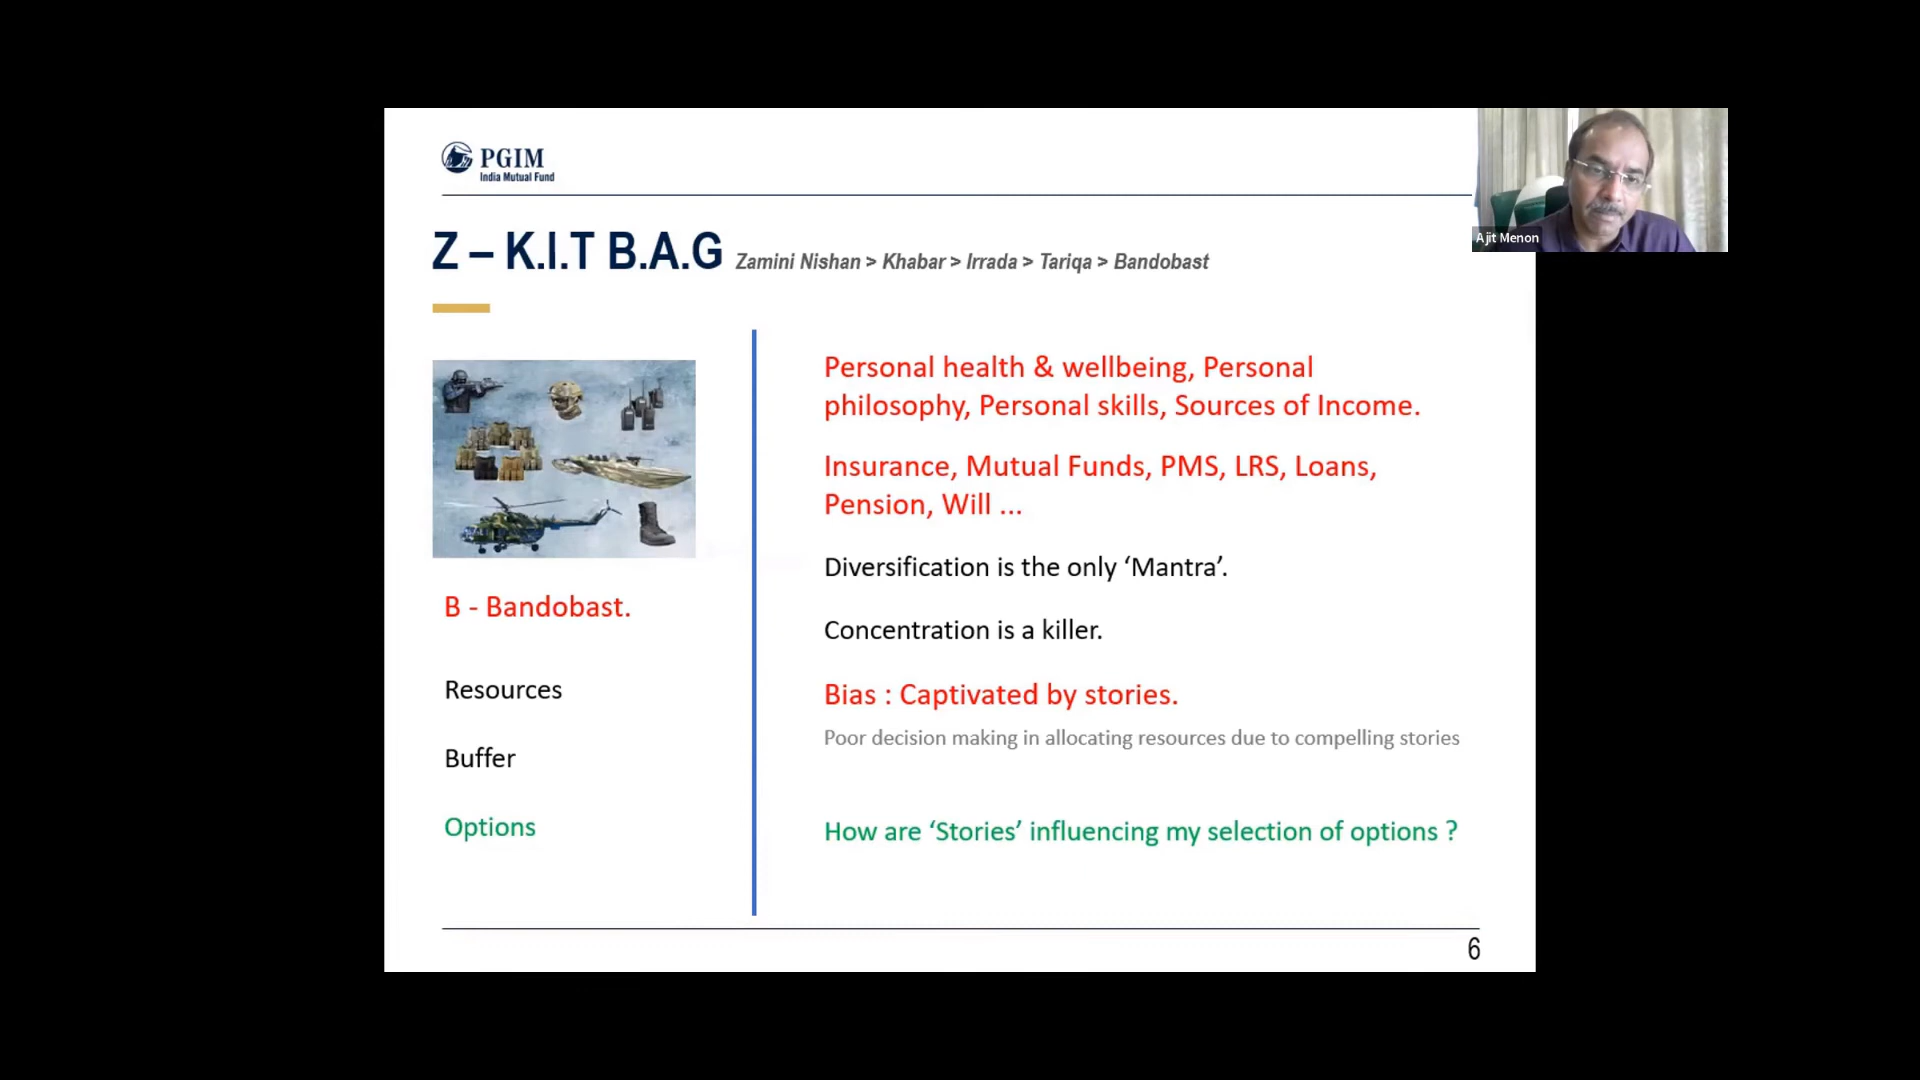 PGIM
India Mutual Fund
Ajit Menon
Z – K.I.T B.A.G Zamini Nishan > Khabar > Irrada > Tariqa > Bandobast
B - Bandobast.
Resources
Buffer
Options
Personal health & wellbeing, Personal
philosophy, Personal skills, Sources of Income.
Insurance, Mutual Funds, PMS, LRS, Loans,
Pension, Will ...
Diversification is the only ‘Mantra’.
Concentration is a killer.
Bias : Captivated by stories.
Poor decision making in allocating resources due to compelling stories
How are ‘Stories’ influencing my selection of options ?
6